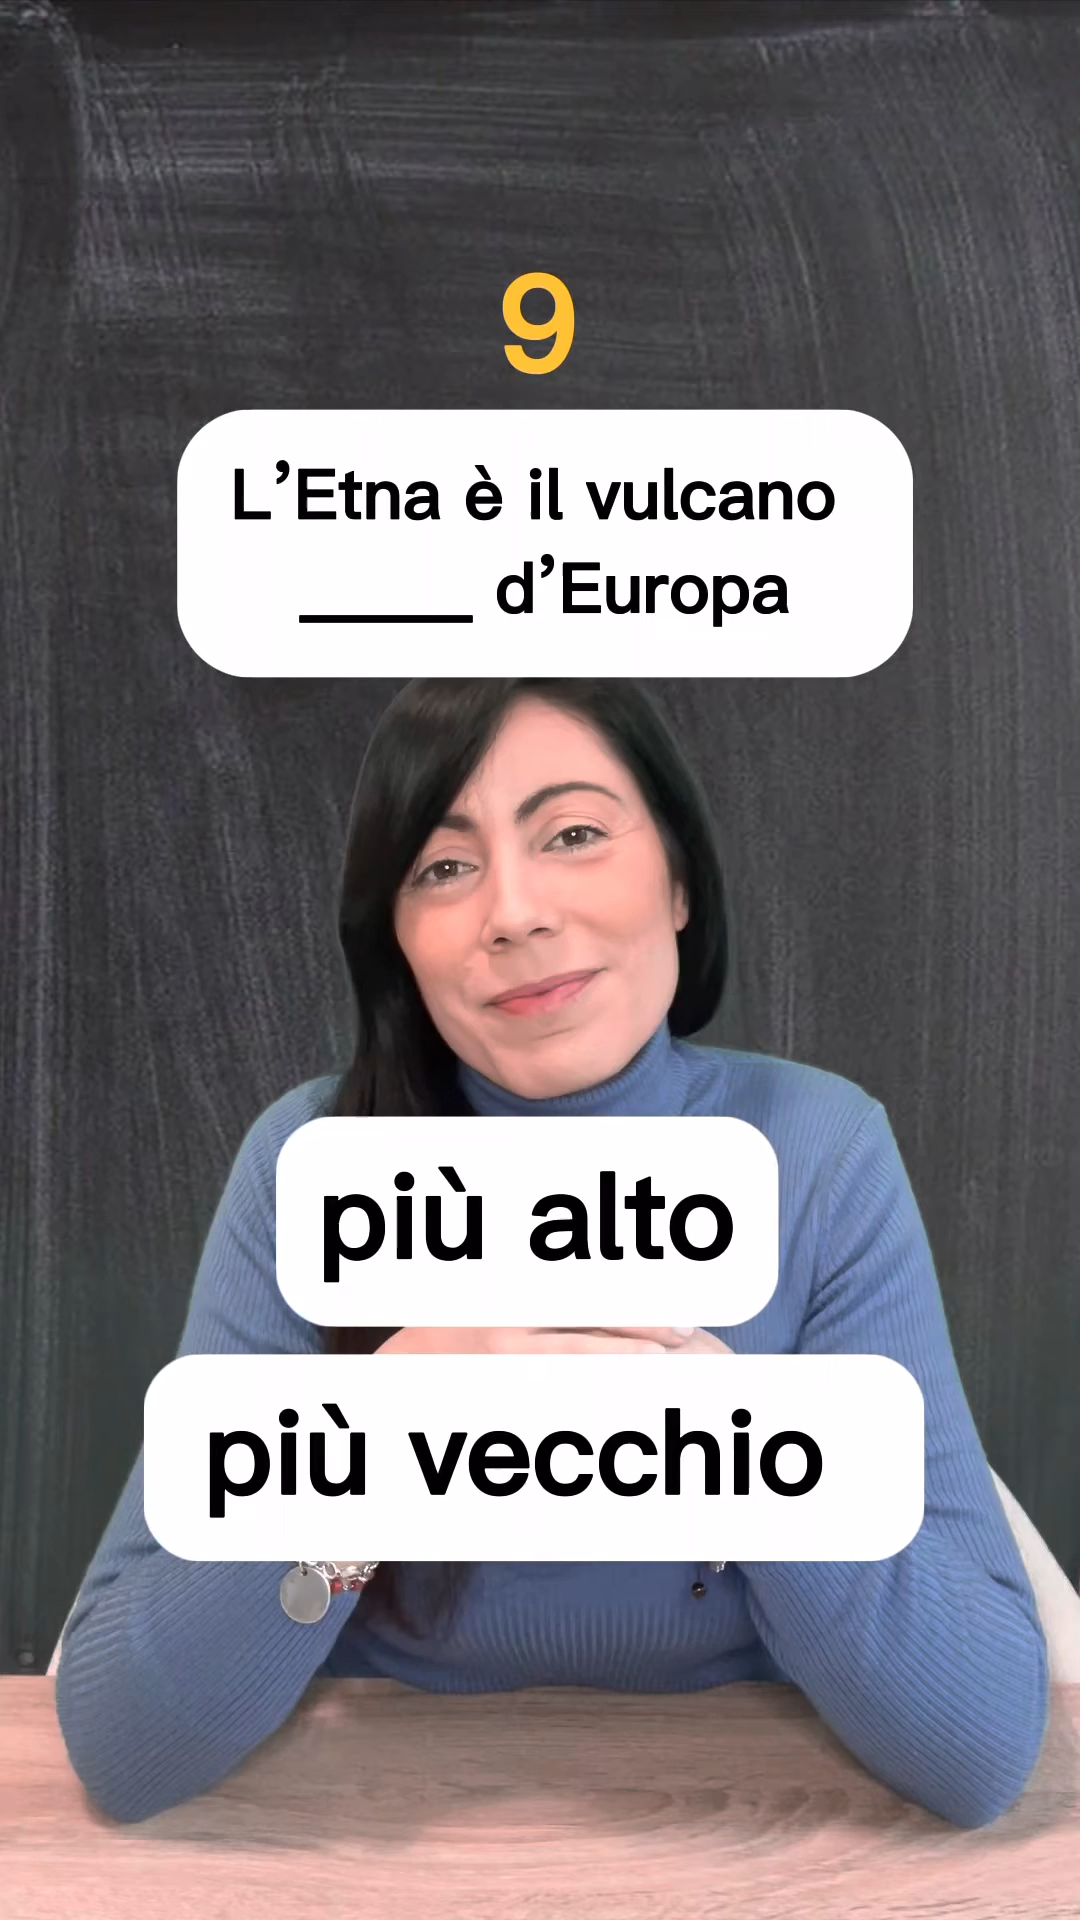 9
L’Etna è il vulcano
_____ d’Europa
più alto
più vecchio